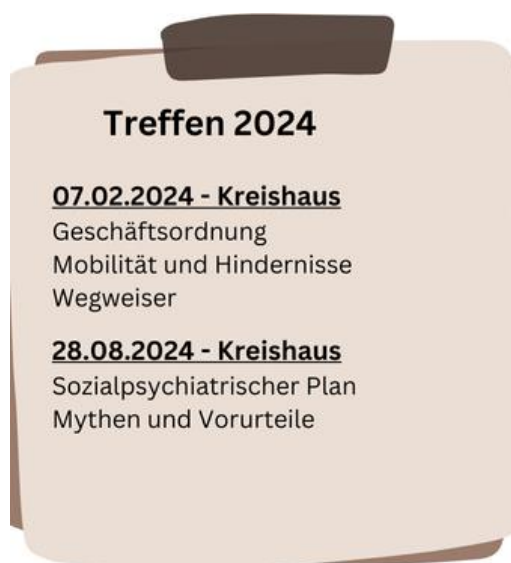 Treffen 2024
07.02.2024 - Kreishaus
Geschäftsordnung
Mobilität und Hindernisse
Wegweiser
28.08.2024 - Kreishaus
Sozialpsychiatrischer Plan
Mythen und Vorurteile